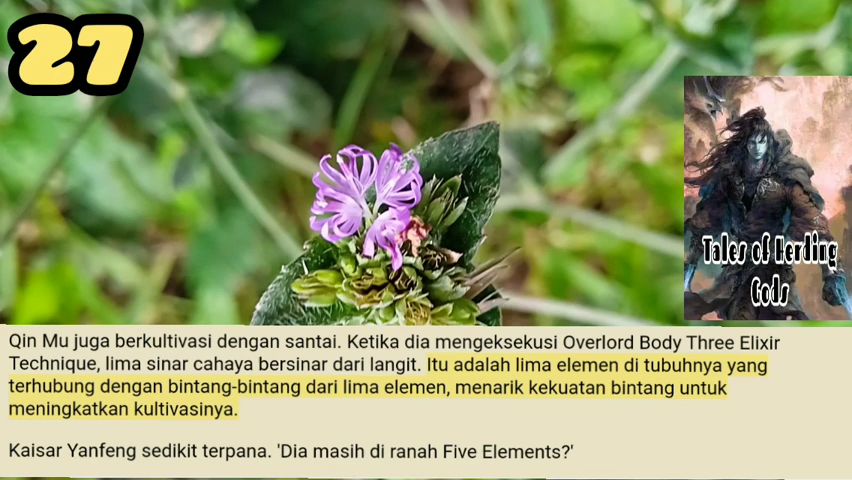 27
Tales of Herding
Gods
Qin Mu juga berkultivasi dengan santai. Ketika dia mengeksekusi Overlord Body Three Elixir
Technique, lima sinar cahaya bersinar dari langit. Itu adalah lima elemen di tubuhnya yang
terhubung dengan bintang-bintang dari lima elemen, menarik kekuatan bintang untuk
meningkatkan kultivasinya.
Kaisar Yanfeng sedikit terpana. 'Dia masih di ranah Five Elements?'